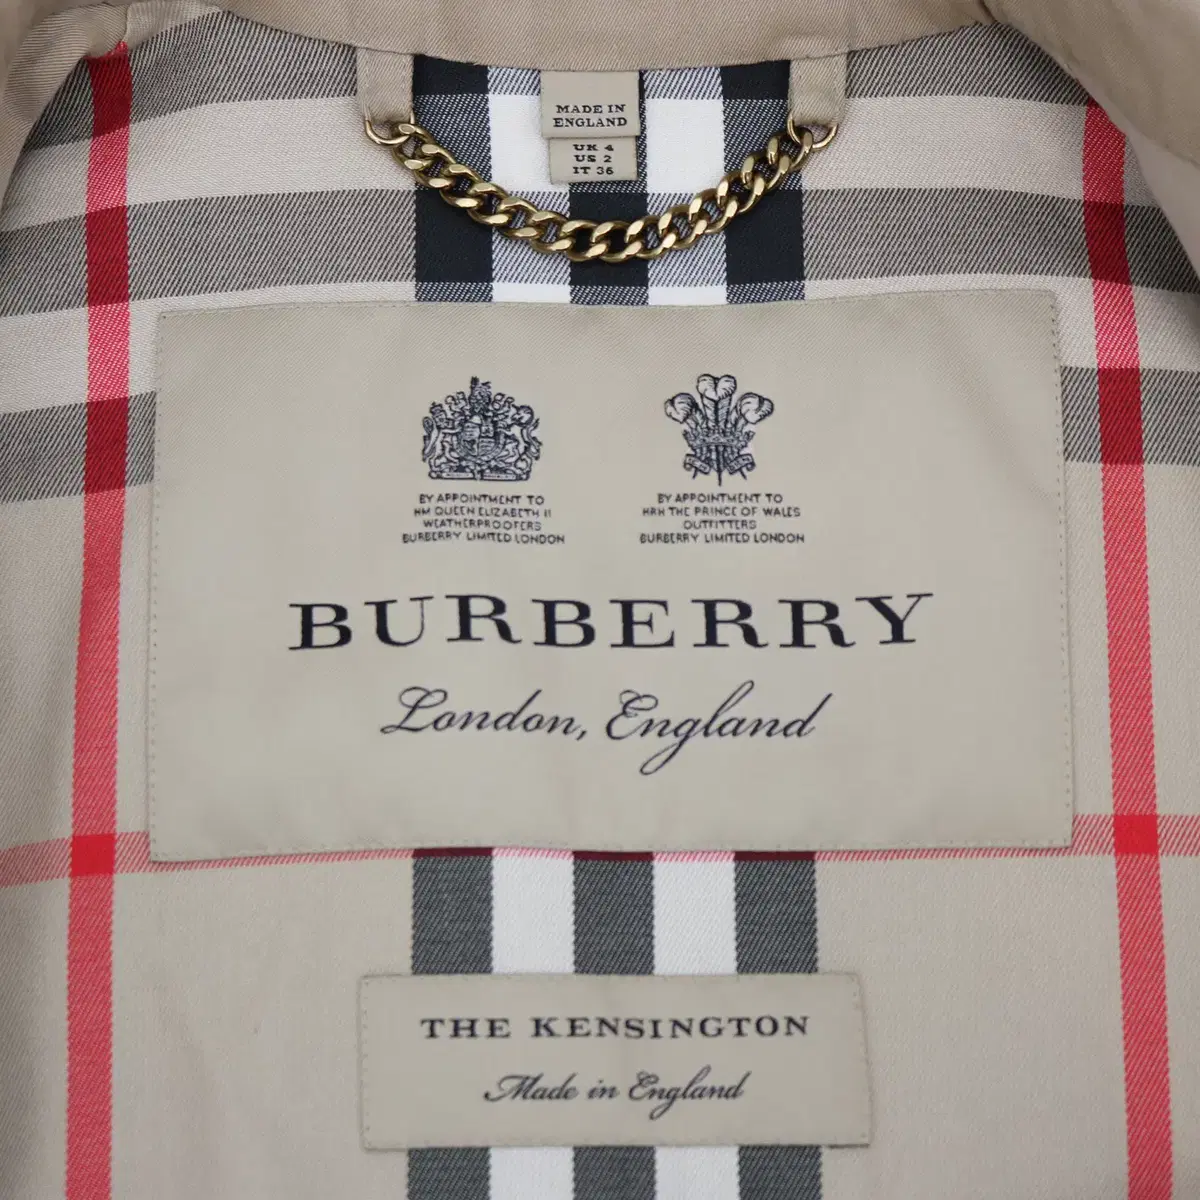 MADE IN
ENGLAND
UK 4
US 2
IT 36
BY APPOINTMENT TO
HM QUEEN ELIZABETH II
WEATHERPROOFERS
BURBERRY LIMITED LONDON
BY APPOINTMENT TO
HRH THE PRINCE OF WALES
OUTFITTERS
BURBERRY LIMITED LONDON
BURBERRY
London, England
THE KENSINGTON
Made in England